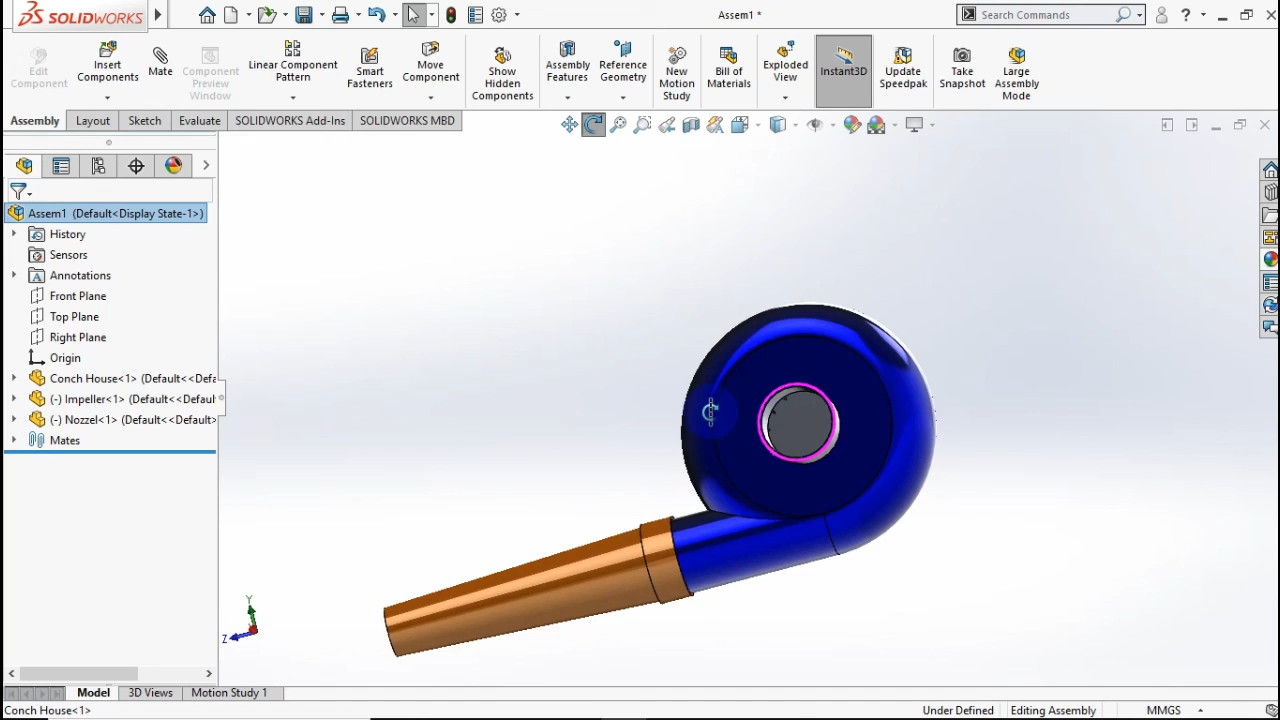 SOLIDWORKS
Assem1 *
Search Commands
?
Edit Component
Insert Components
Mate
Component Preview Window
Linear Component Pattern
Smart Fasteners
Move Component
Show Hidden Components
Assembly Features
Reference Geometry
New Motion Study
Bill of Materials
Exploded View
Instant3D
Update Speedpak
Take Snapshot
Large Assembly Mode
Assembly
Layout
Sketch
Evaluate
SOLIDWORKS Add-Ins
SOLIDWORKS MBD
Assem1 (Default<Display State-1>)
History
Sensors
Annotations
Front Plane
Top Plane
Right Plane
Origin
Conch House<1> (Default<<Defa
(-) Impeller<1> (Default<<Defaul
(-) Nozzel<1> (Default<<Default>
Mates
Y
Z
Model
3D Views
Motion Study 1
Conch House<1>
Under Defined
Editing Assembly
MMGS